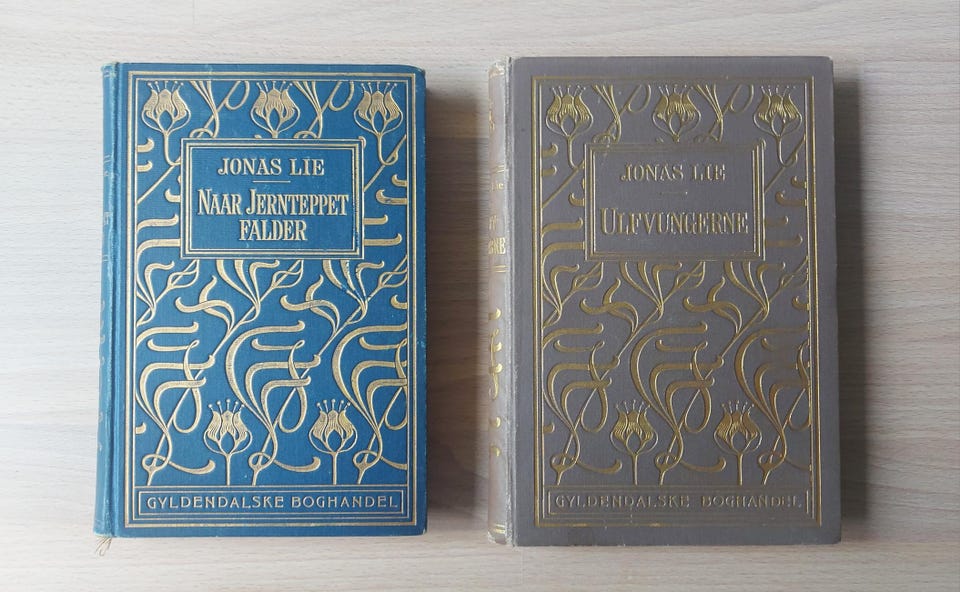 JONAS LIE
NAAR JERNTEPPET
FALDER
GYLDENDALSKE BOGHANDEL
JONAS LIE
ULFVUNGERNE
GYLDENDALSKE BOGHANDEL